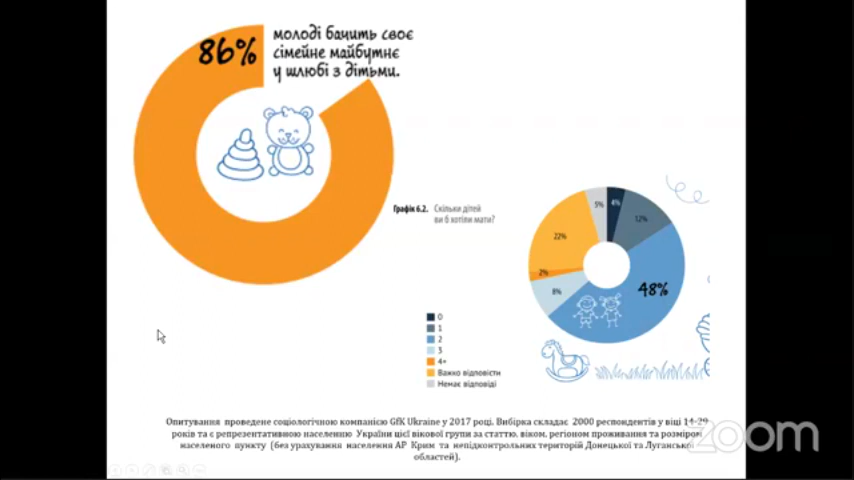 86%
молоді бачить своє
сімейне майбутнє
у шлюбі з дітьми.
Графік 6.2. Скільки дітей
ви б хотіли мати?
5%
4%
12%
22%
2%
8%
48%
0
1
2
3
4+
Важко відповісти
Немає відповіді
Опитування проведене соціологічною компанією GfK Ukraine у 2017 році. Вибірка складає 2000 респондентів у віці 14-29
років та є репрезентативною населенню України цієї вікової групи за статтю, віком, регіоном проживання та розміром
населеного пункту (без урахування населення АР Крим та непідконтрольних територій Донецької та Луганської
областей).
zoom